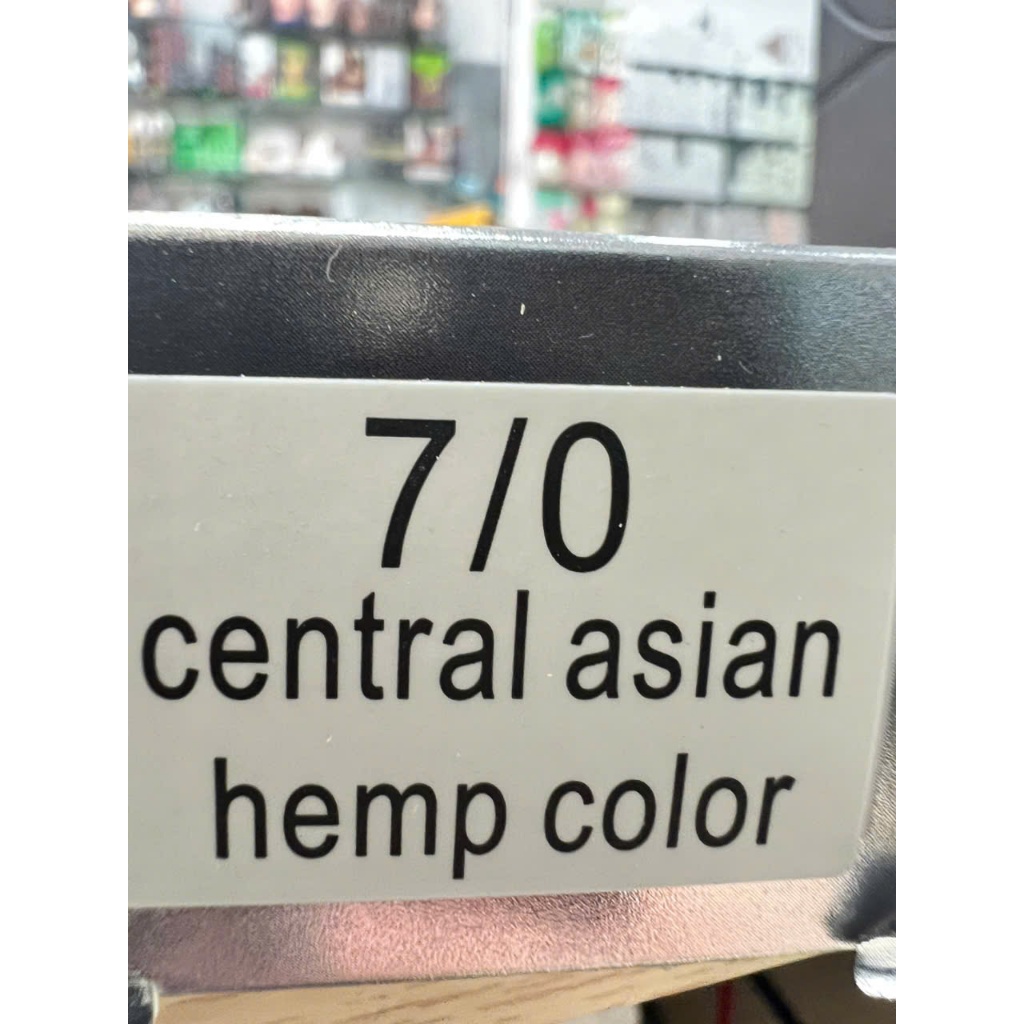 7/0
central asian
hemp color